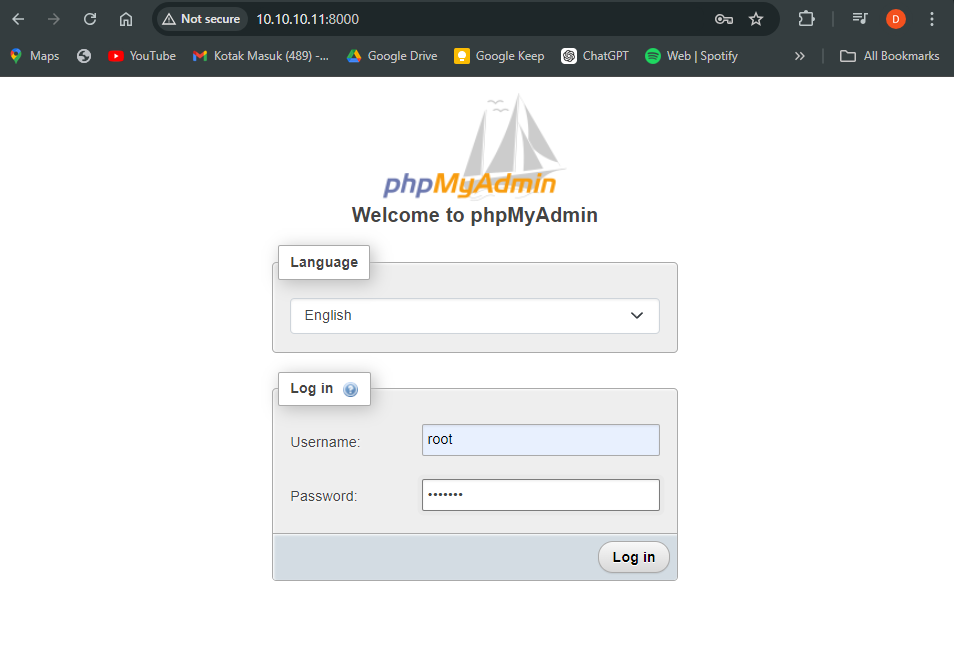 Not secure 10.10.10.11:8000
D
Maps YouTube Kotak Masuk (489) -... Google Drive Google Keep ChatGPT Web | Spotify » All Bookmarks
phpMyAdmin
Welcome to phpMyAdmin
Language
English
Log in ?
Username: root
Password: •••••••
Log in